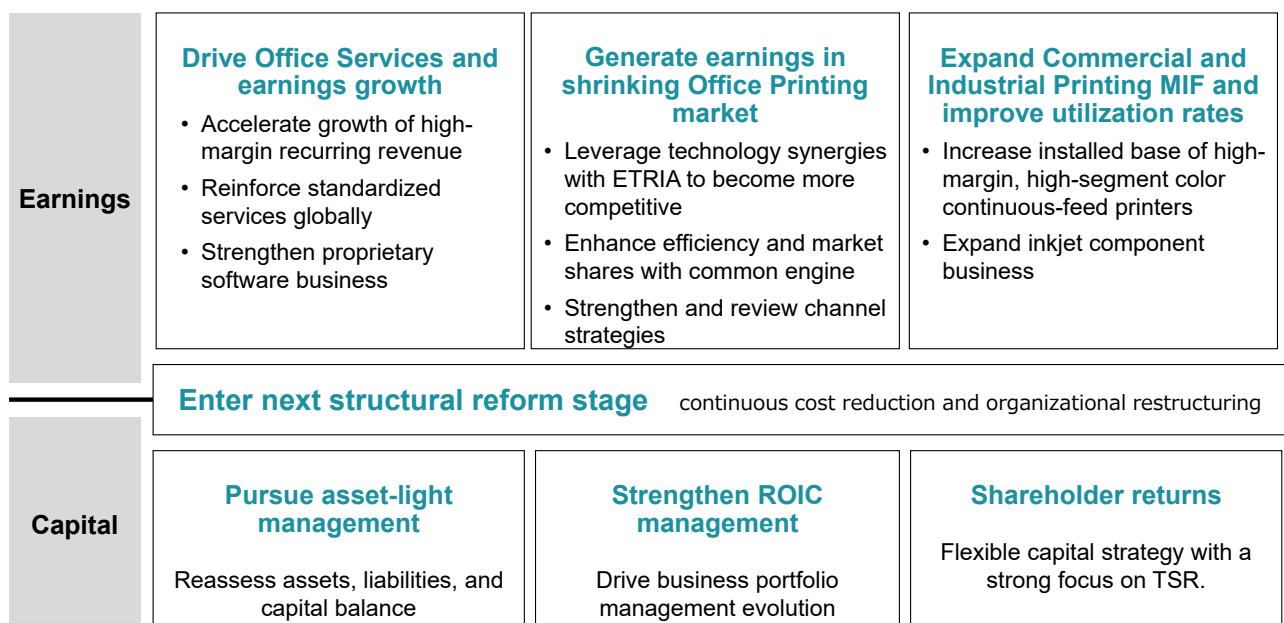 Earnings
Drive Office Services and
earnings growth
• Accelerate growth of high-
margin recurring revenue
• Reinforce standardized
services globally
• Strengthen proprietary
software business
Generate earnings in
shrinking Office Printing
market
• Leverage technology synergies
with ETRIA to become more
competitive
• Enhance efficiency and market
shares with common engine
• Strengthen and review channel
strategies
Expand Commercial and
Industrial Printing MIF and
improve utilization rates
• Increase installed base of high-
margin, high-segment color
continuous-feed printers
• Expand inkjet component
business
Enter next structural reform stage continuous cost reduction and organizational restructuring
Capital
Pursue asset-light
management
Reassess assets, liabilities, and
capital balance
Strengthen ROIC
management
Drive business portfolio
management evolution
Shareholder returns
Flexible capital strategy with a
strong focus on TSR.